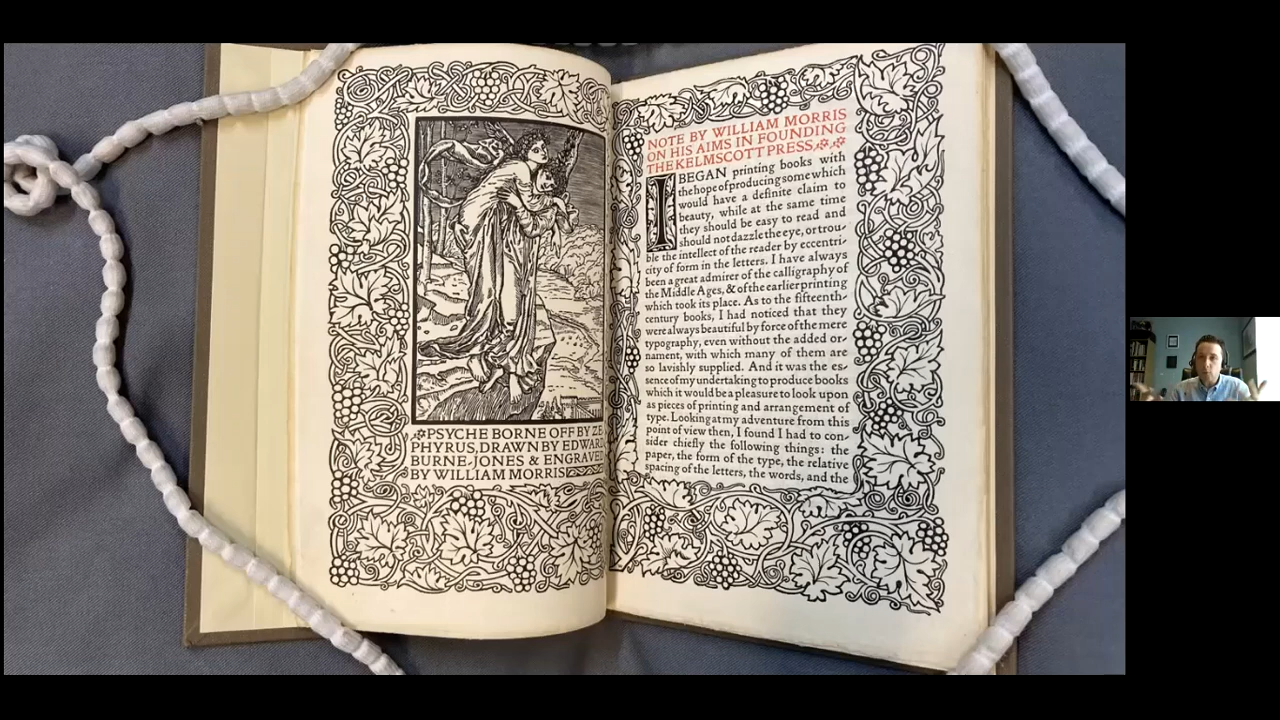 PSYCHE BORNE OFF BY ZE
PHYRUS, DRAWN BY EDWARD
BURNE-JONES & ENGRAVED
BY WILLIAM MORRIS
NOTE BY WILLIAM MORRIS
ON HIS AIMS IN FOUNDING
THE KELMSCOTT PRESS
I BEGAN printing books with
the hope of producing some which
would have a definite claim to
beauty, while at the same time
they should be easy to read and
should not dazzle the eye, or trou-
ble the intellect of the reader by eccentri-
city of form in the letters. I have always
been a great admirer of the calligraphy of
the Middle Ages, & of the earlier printing
which took its place. As to the fifteenth-
century books, I had noticed that they
were always beautiful by force of the mere
typography, even without the added or-
nament, with which many of them are
so lavishly supplied. And it was the es-
sence of my undertaking to produce books
which it would be a pleasure to look upon
as pieces of printing and arrangement of
type. Looking at my adventure from this
point of view then, I found I had to con-
sider chiefly the following things: the
paper, the form of the type, the relative
spacing of the letters, the words, and the